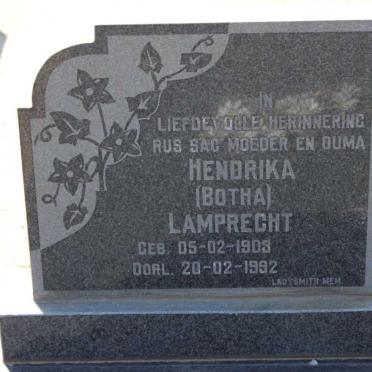 IN
LIEFDEVOLLE HERINNERING
RUS SAG MOEDER EN OUMA
HENDRIKA
(BOTHA)
LAMPRECHT
GEB. 05-02-1903
OORL. 20-02-1992
LADYSMITH MEM.